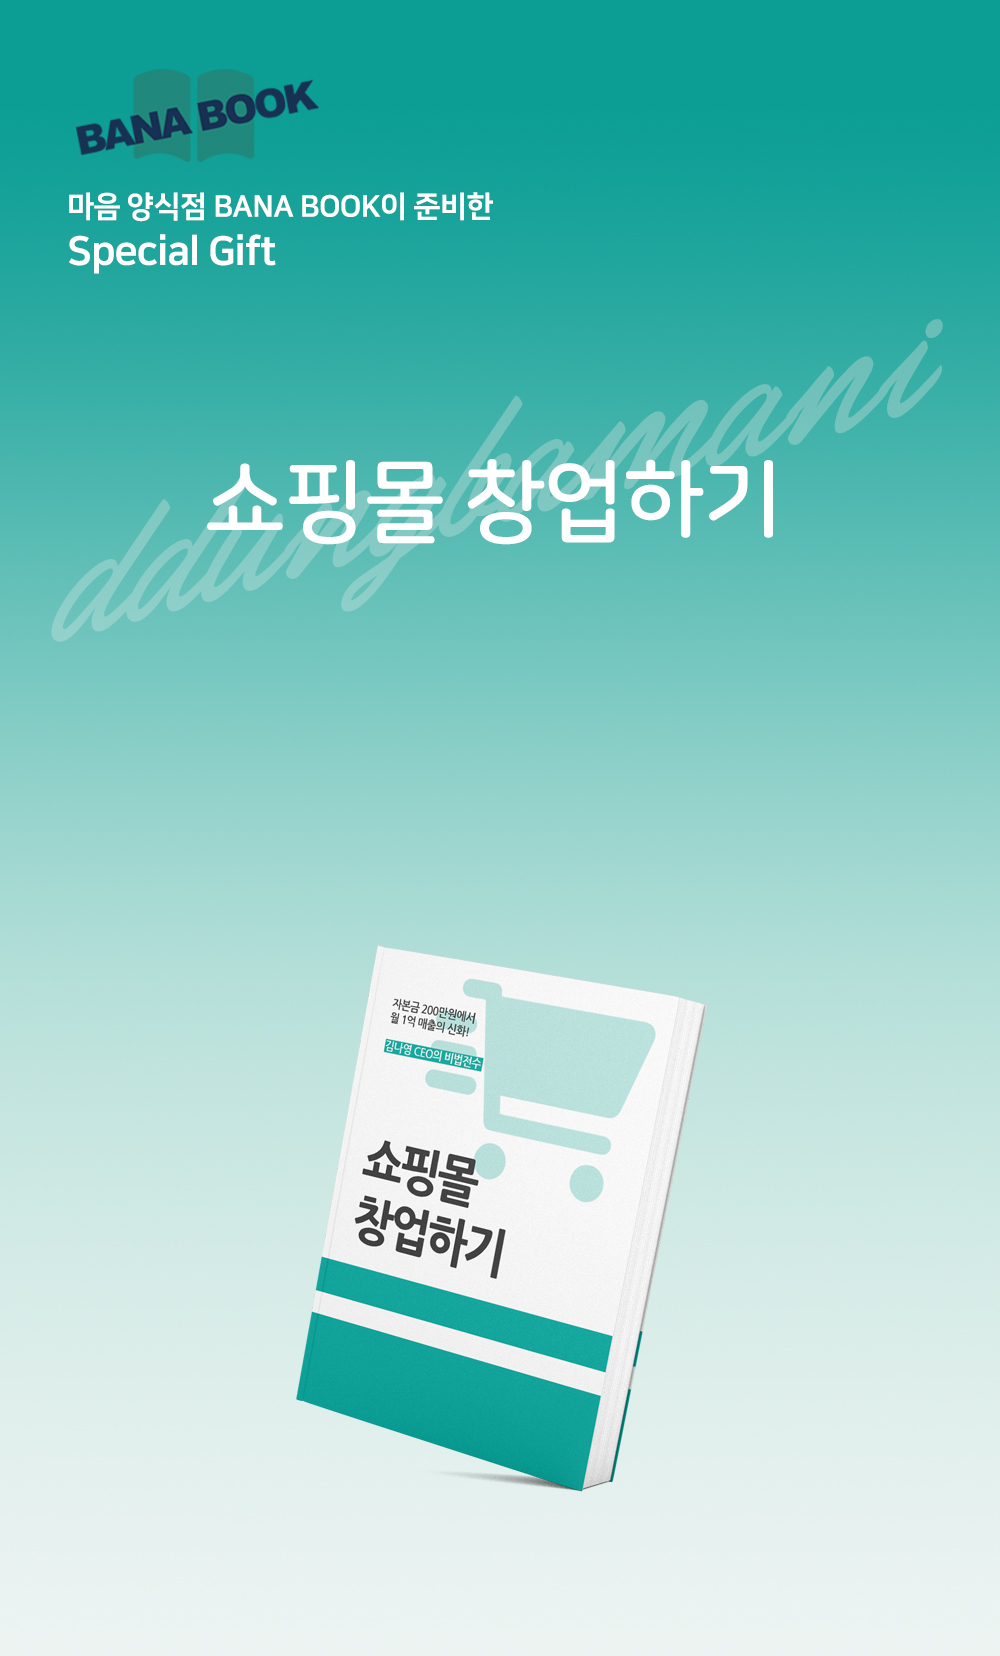 BANA BOOK
마음 양식점 BANA BOOK이 준비한
Special Gift
ddungbamani
쇼핑몰 창업하기
자본금 200만원에서
월 1억 매출의 신화!
김나영 CEO의 비법전수
쇼핑몰
창업하기